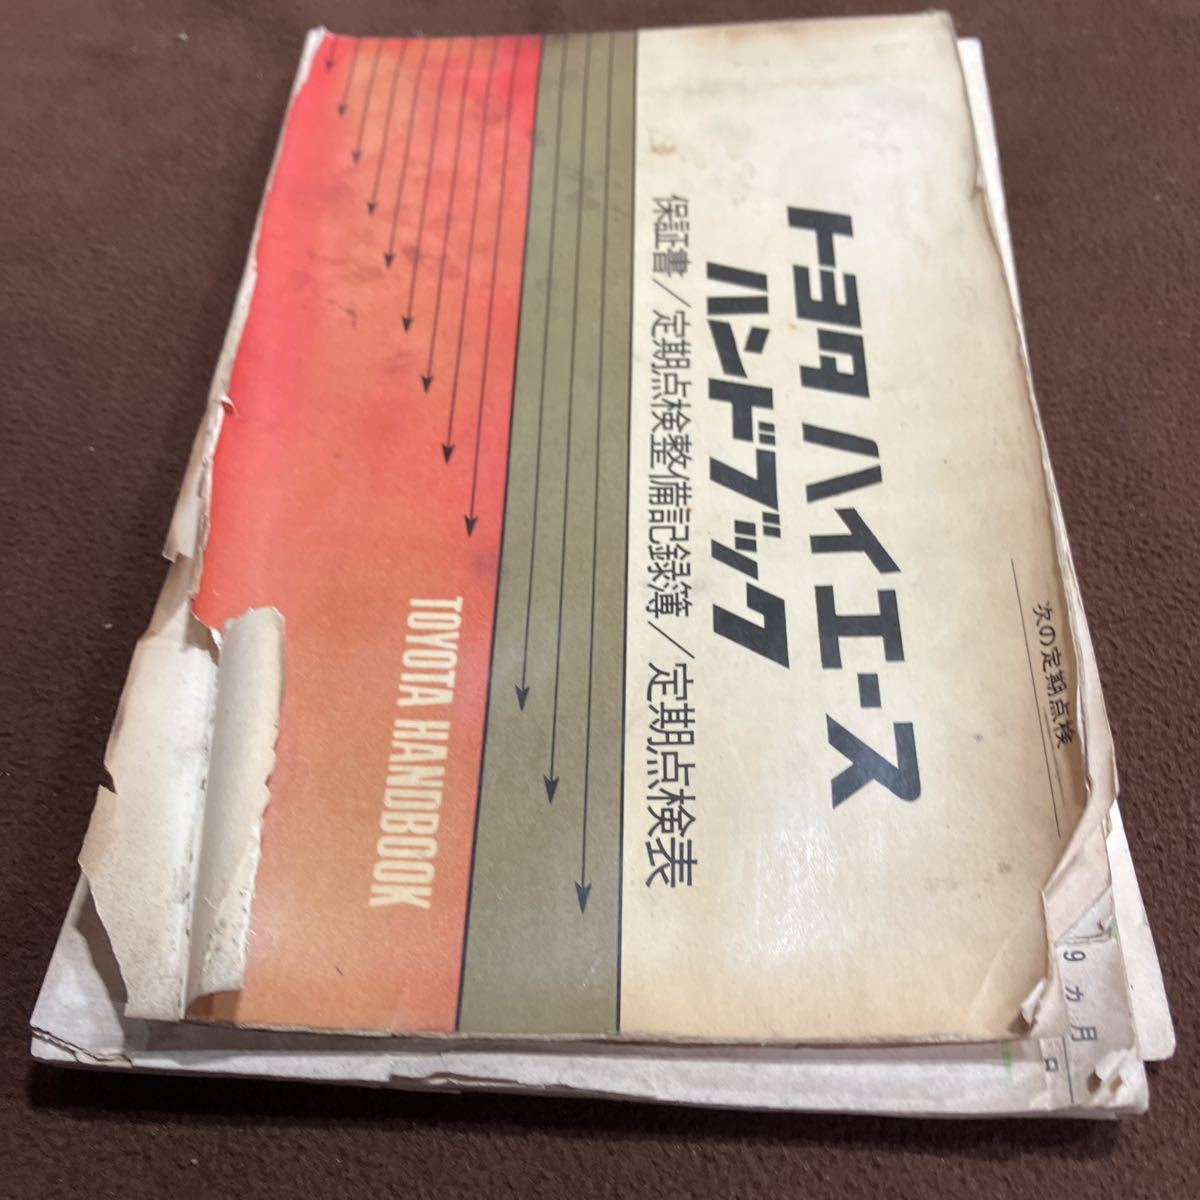 次の定期点検
トヨタ ハイエース
ハンドブック
保証書/定期点検整備記録簿/定期点検表
TOYOTA HANDBOOK
9ヵ月